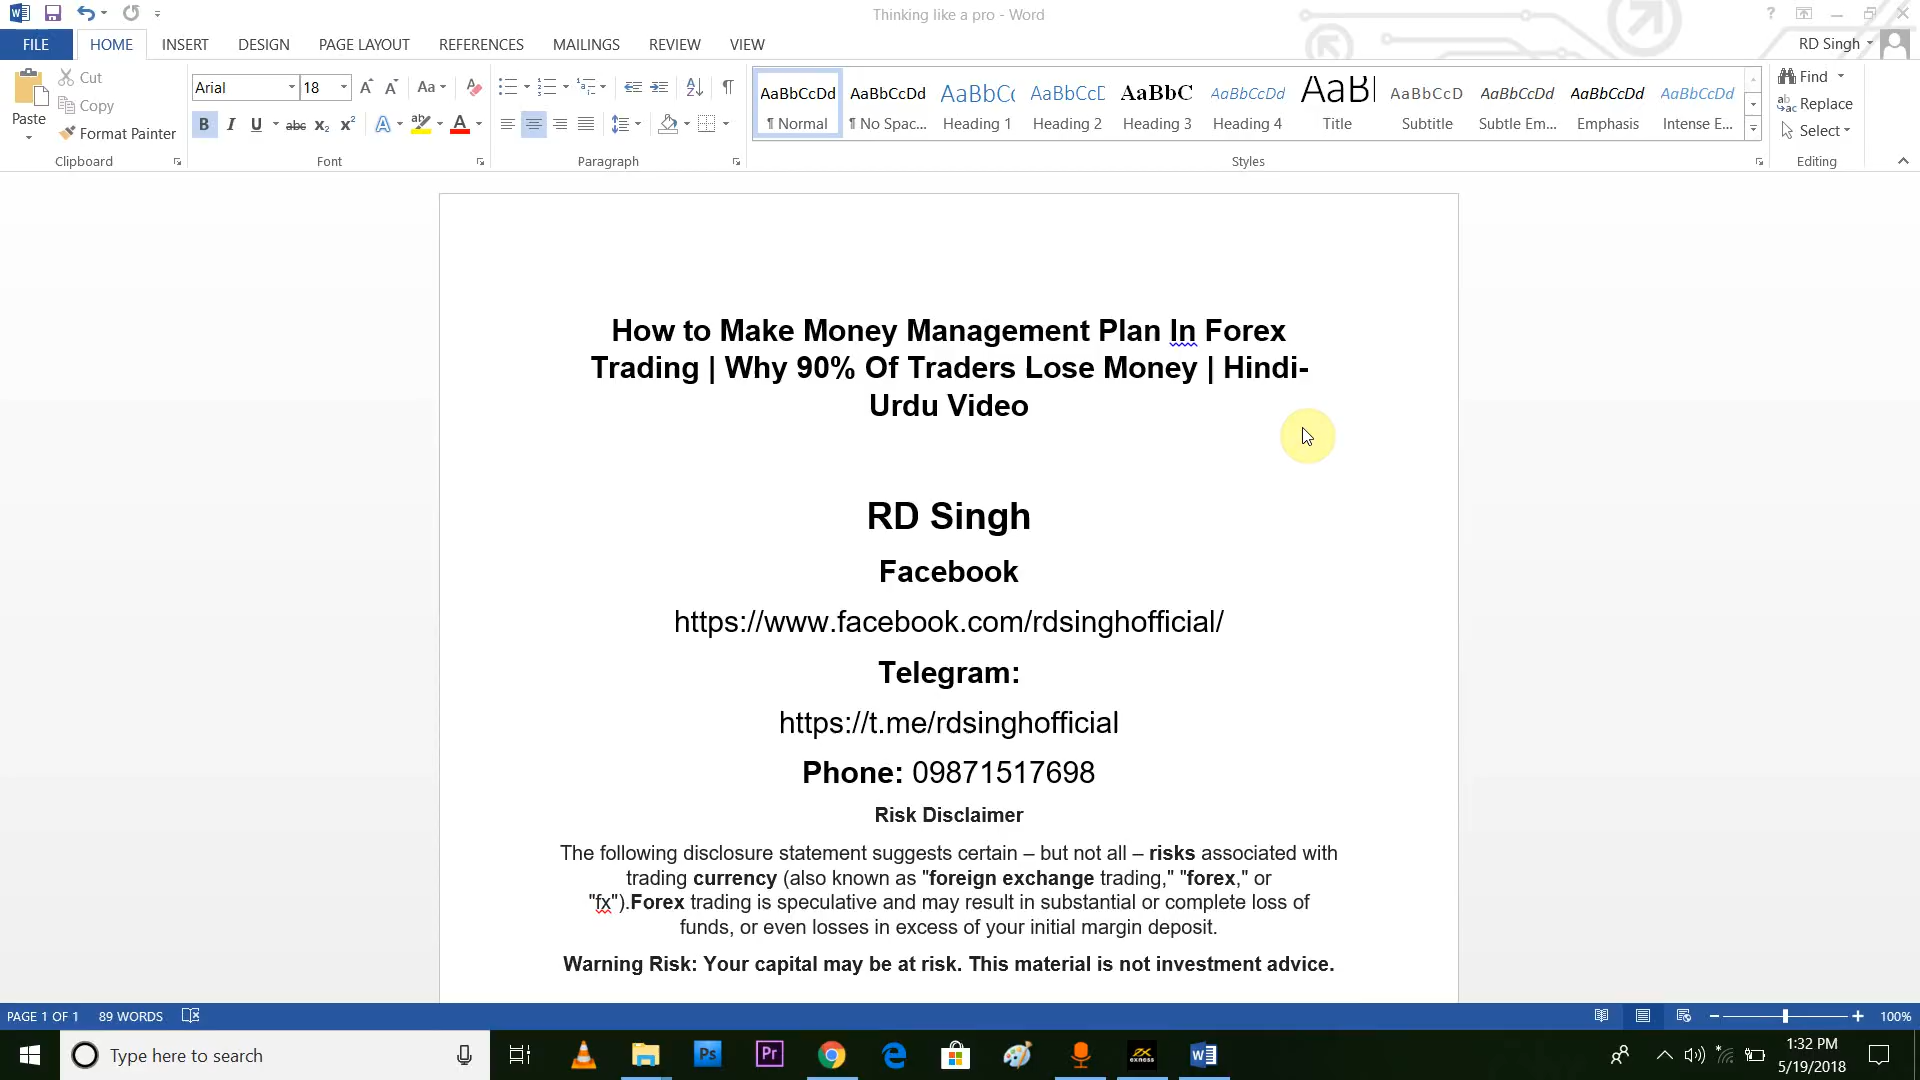 Thinking like a pro - Word
FILE HOME INSERT DESIGN PAGE LAYOUT REFERENCES MAILINGS REVIEW VIEW RD Singh
Paste Cut Copy Format Painter Clipboard
Arial 18 Font
Paragraph
AaBbCcDd AaBbCcDd AaBbCc AaBbCcD AaBbC AaBbCcDd AaBl AaBbCcD AaBbCcDd AaBbCcDd AaBbCcDd
¶ Normal ¶ No Spac... Heading 1 Heading 2 Heading 3 Heading 4 Title Subtitle Subtle Em... Emphasis Intense E...
Styles
Find
Replace
Select
Editing
How to Make Money Management Plan In Forex
Trading | Why 90% Of Traders Lose Money | Hindi-
Urdu Video
RD Singh
Facebook
https://www.facebook.com/rdsinghofficial/
Telegram:
https://t.me/rdsinghofficial
Phone: 09871517698
Risk Disclaimer
The following disclosure statement suggests certain – but not all – risks associated with
trading currency (also known as "foreign exchange trading," "forex," or
"fx").Forex trading is speculative and may result in substantial or complete loss of
funds, or even losses in excess of your initial margin deposit.
Warning Risk: Your capital may be at risk. This material is not investment advice.
PAGE 1 OF 1 89 WORDS 100%
Type here to search
1:32 PM
5/19/2018